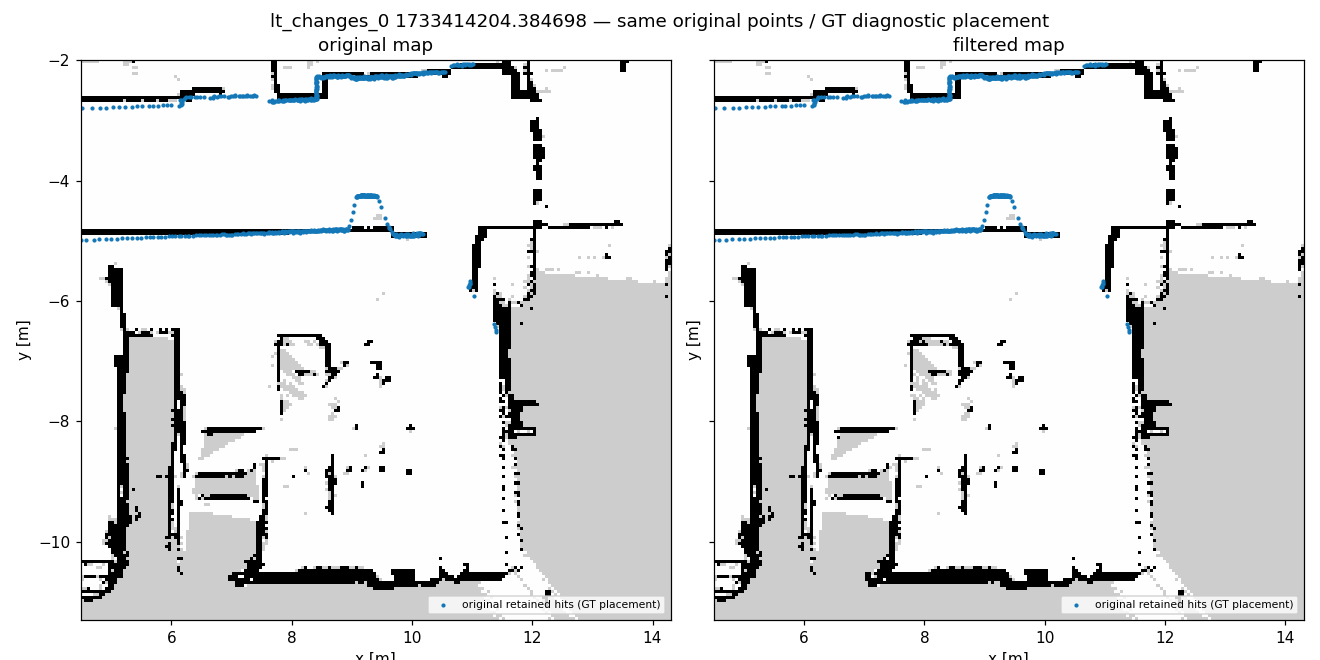 lt_changes_0 1733414204.384698 — same original points / GT diagnostic placement
original map
filtered map
−2
−4
−6
−8
−10
y [m]
y [m]
original retained hits (GT placement)
original retained hits (GT placement)
6 8 10 12 14
6 8 10 12 14
x [m]
x [m]